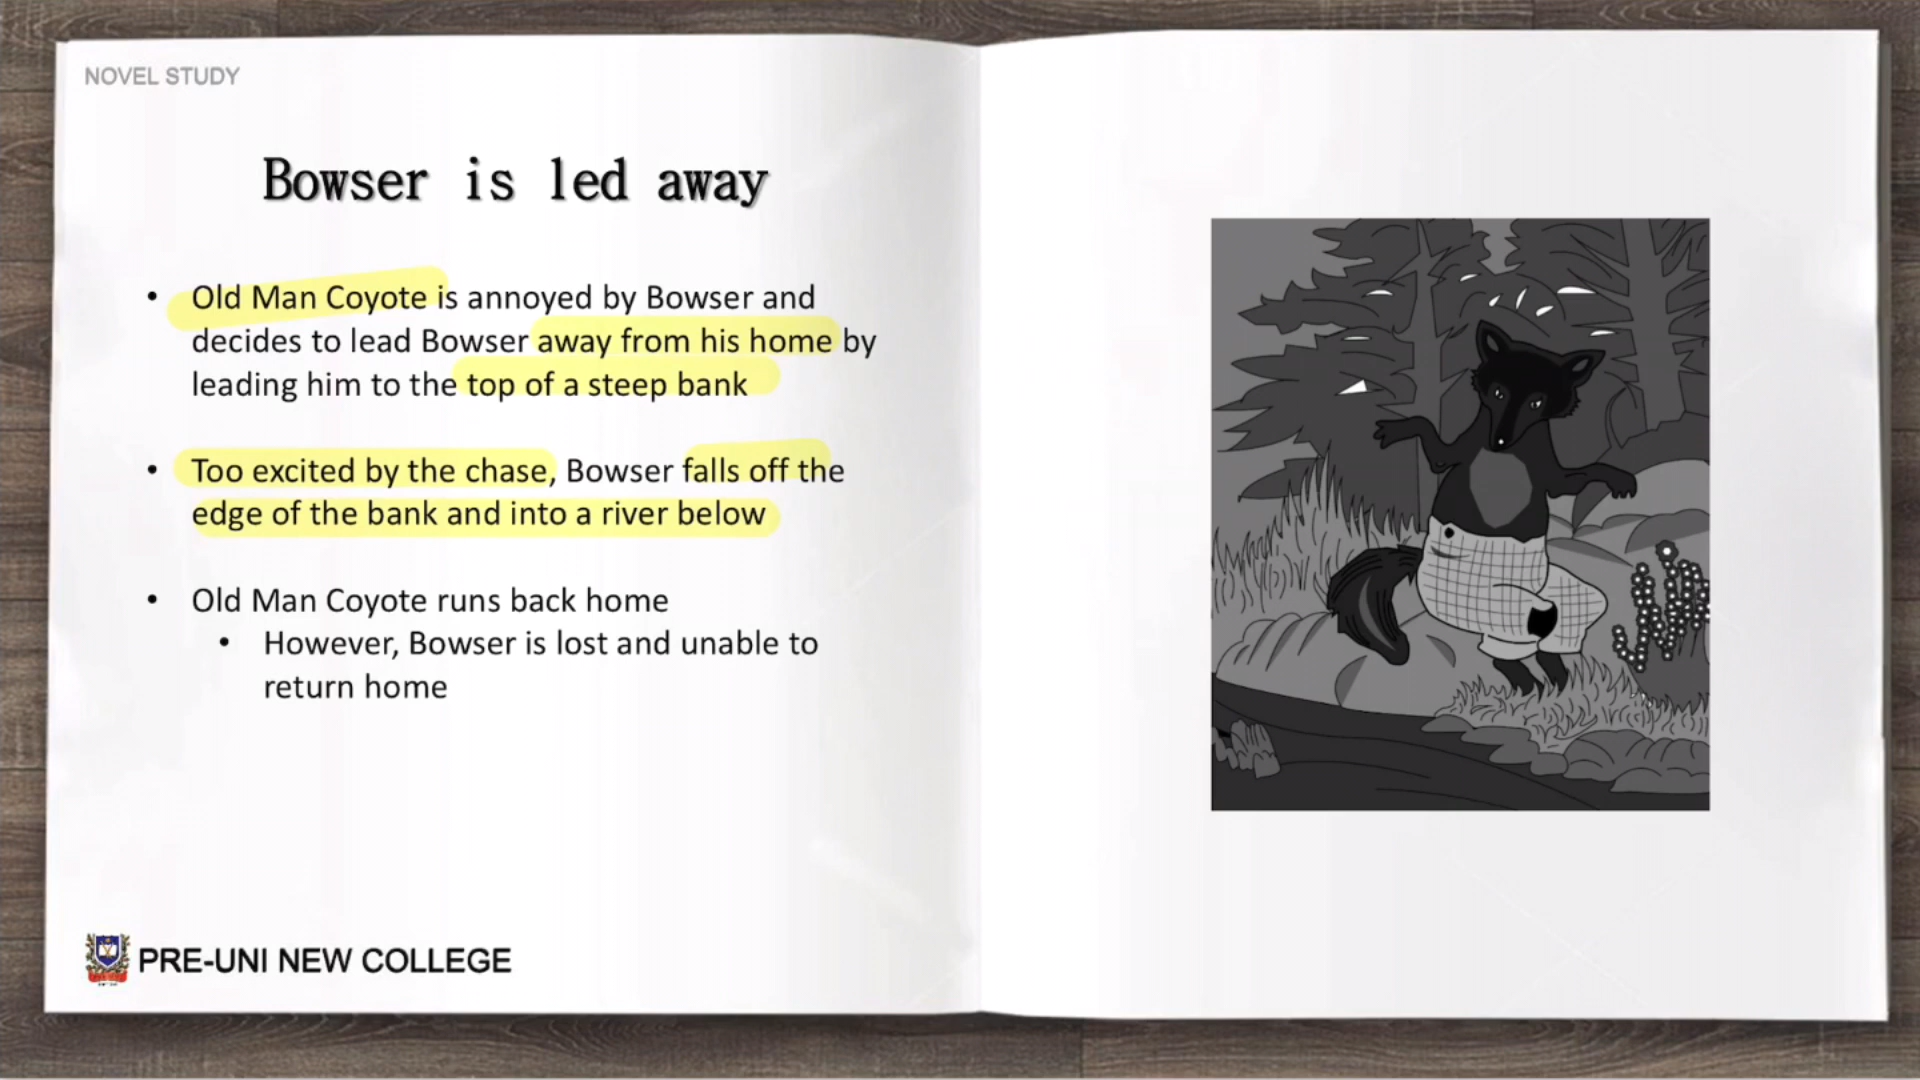 NOVEL STUDY
Bowser is led away
• Old Man Coyote is annoyed by Bowser and
decides to lead Bowser away from his home by
leading him to the top of a steep bank
• Too excited by the chase, Bowser falls off the
edge of the bank and into a river below
• Old Man Coyote runs back home
• However, Bowser is lost and unable to
return home
PRE-UNI NEW COLLEGE